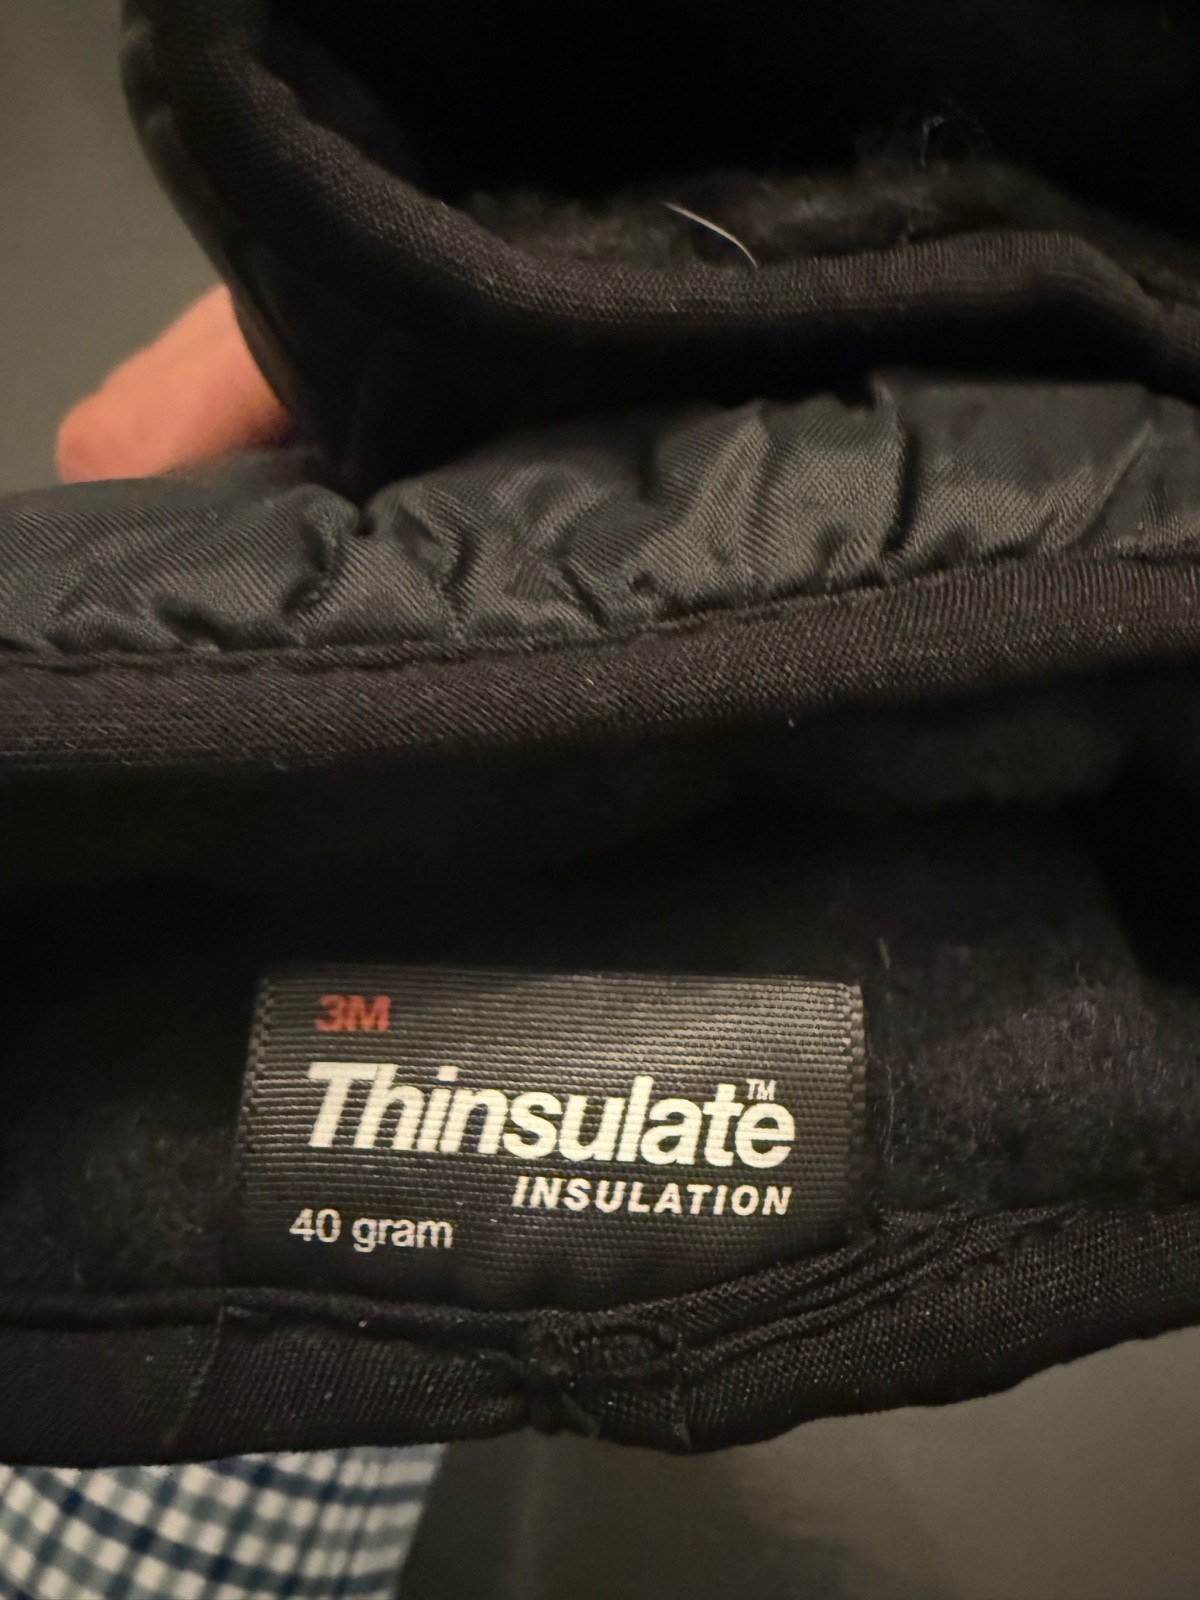 3M
Thinsulate™
INSULATION
40 gram